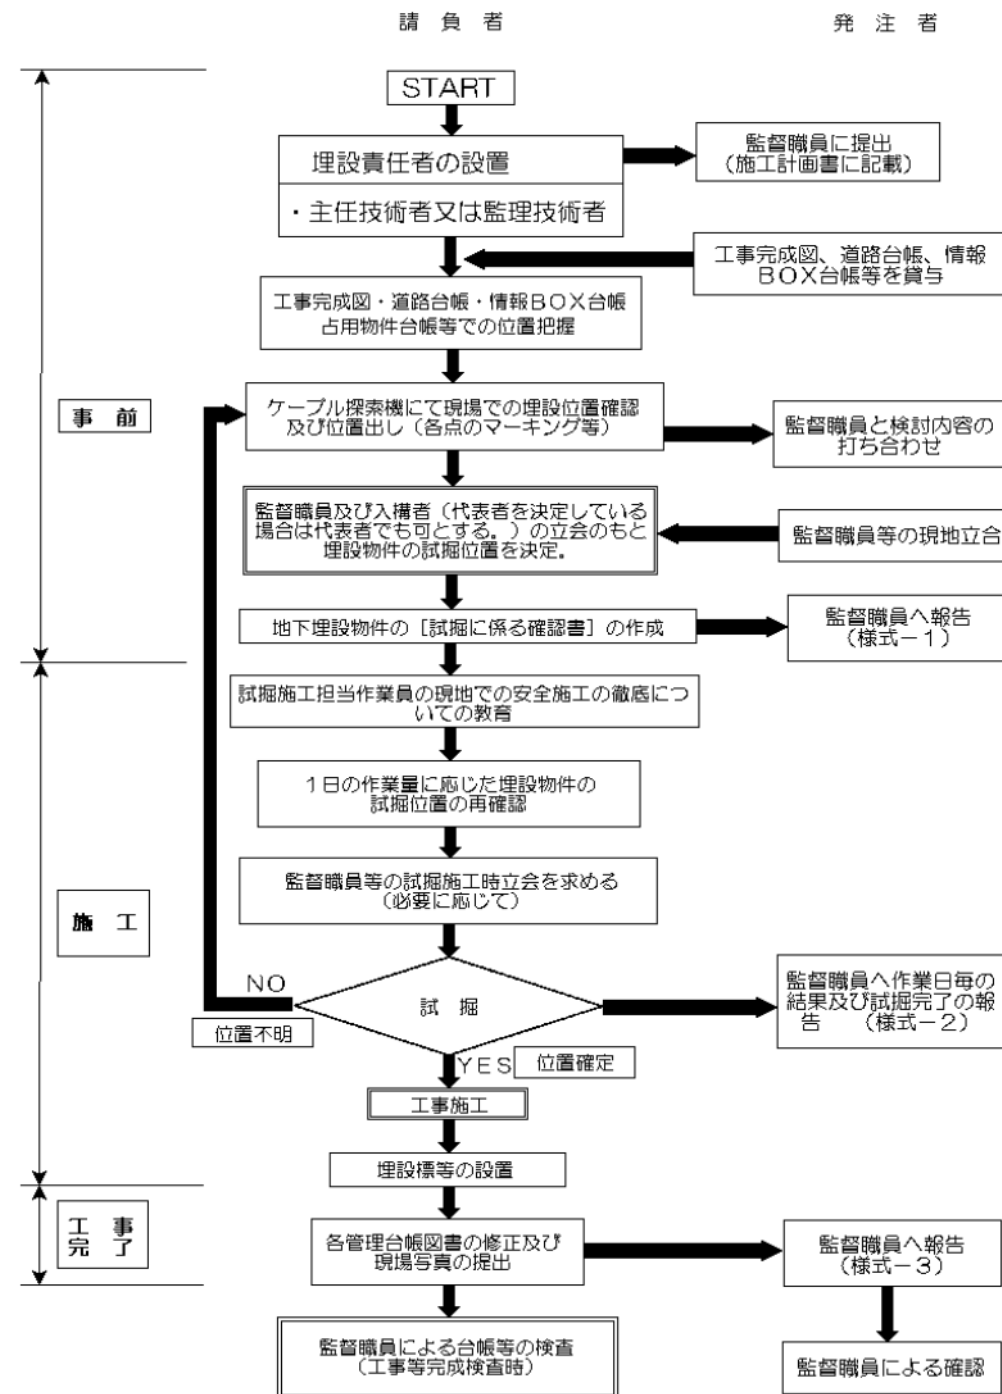 請 負 者
発 注 者
START
埋設責任者の設置
・主任技術者又は監理技術者
監督職員に提出
(施工計画書に記載)
工事完成図、道路台帳、情報
BOX台帳等を貸与
工事完成図・道路台帳・情報BOX台帳
占用物件台帳等での位置把握
事 前
ケーブル探索機にて現場での埋設位置確認
及び位置出し(各点のマーキング等)
監督職員と検討内容の
打ち合わせ
監督職員及び入構者(代表者を決定している
場合は代表者でも可とする。)の立会のもと
埋設物件の試掘位置を決定。
監督職員等の現地立合
地下埋設物件の[試掘に係る確認書]の作成
監督職員へ報告
(様式-1)
試掘施工担当作業員の現地での安全施工の徹底につ
いての教育
1日の作業量に応じた埋設物件の
試掘位置の再確認
監督職員等の試掘施工時立会を求める
(必要に応じて)
施 工
NO
位置不明
試 掘
監督職員へ作業日毎の
結果及び試掘完了の報
告 (様式-2)
YES
位置確定
工事施工
埋設標等の設置
工 事
完 了
各管理台帳図書の修正及び
現場写真の提出
監督職員へ報告
(様式-3)
監督職員による台帳等の検査
(工事等完成検査時)
監督職員による確認